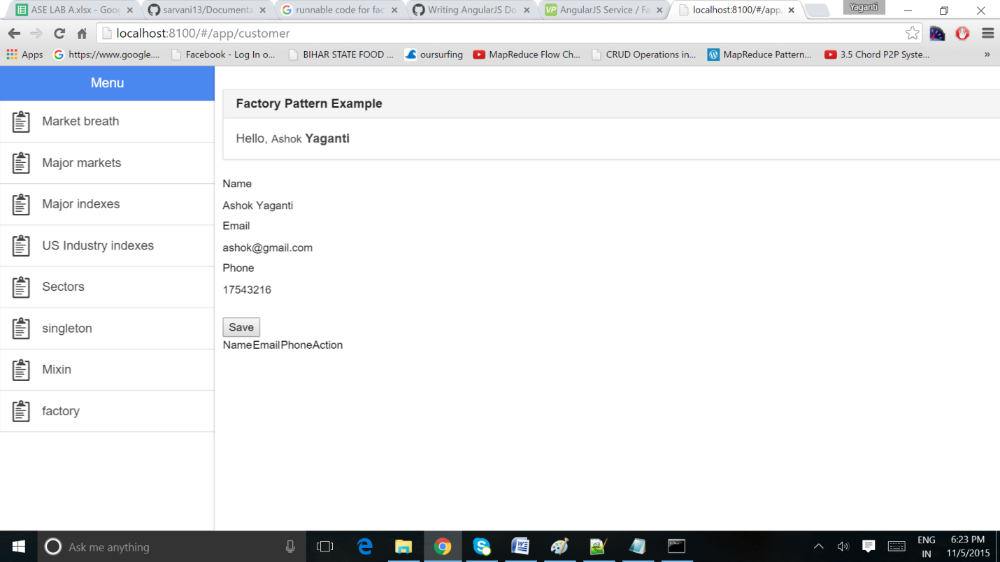 ASE LAB A.xlsx - Goog
sarvani13/Documenta
runnable code for fac
Writing AngularJS Do
VP AngularJS Service / Fa
localhost:8100/#/app,
Yaganti
localhost:8100/#/app/customer
Apps
https://www.google....
Facebook - Log In o...
BIHAR STATE FOOD ...
oursurfing
MapReduce Flow Ch...
CRUD Operations in...
MapReduce Pattern...
3.5 Chord P2P Syste...
»
Menu
Market breath
Major markets
Major indexes
US Industry indexes
Sectors
singleton
Mixin
factory
Factory Pattern Example
Hello, Ashok Yaganti
Name
Ashok Yaganti
Email
ashok@gmail.com
Phone
17543216
Save
NameEmailPhoneAction
Ask me anything
ENG
IN
6:23 PM
11/5/2015